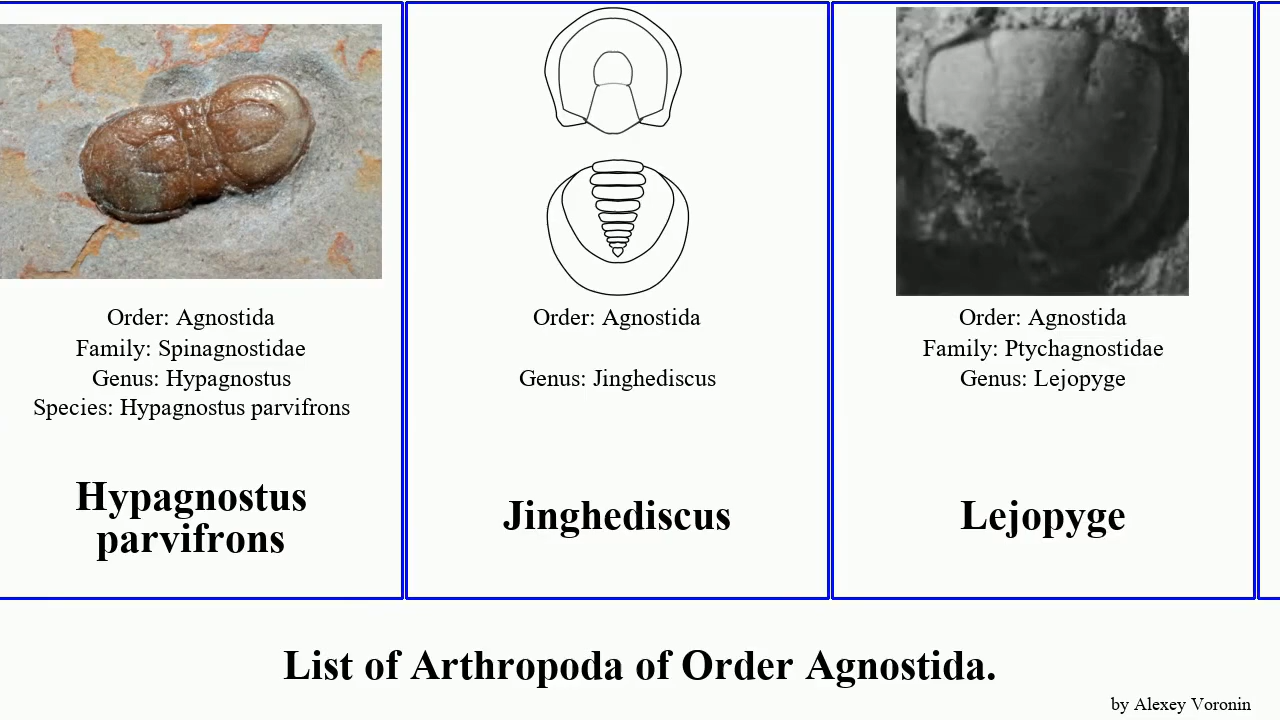 Order: Agnostida
Family: Spinagnostidae
Genus: Hypagnostus
Species: Hypagnostus parvifrons
Hypagnostus
parvifrons
Order: Agnostida
Genus: Jinghediscus
Jinghediscus
Order: Agnostida
Family: Ptychagnostidae
Genus: Lejopyge
Lejopyge
List of Arthropoda of Order Agnostida.
by Alexey Voronin